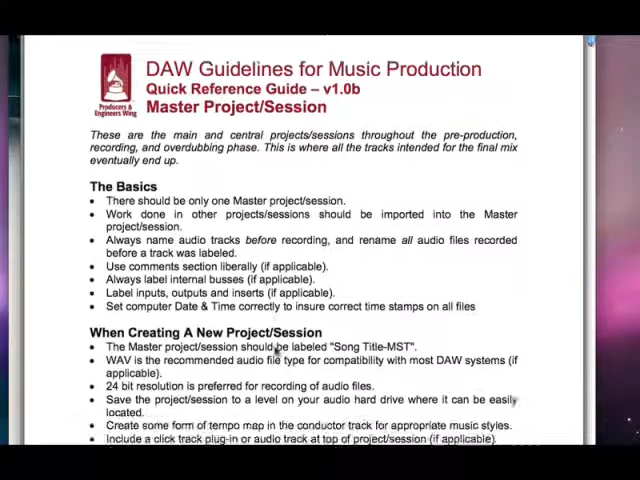 DAW Guidelines for Music Production
Quick Reference Guide – v1.0b
Master Project/Session
Producers &
Engineers Wing
These are the main and central projects/sessions throughout the pre-production,
recording, and overdubbing phase. This is where all the tracks intended for the final mix
eventually end up.
The Basics
• There should be only one Master project/session.
• Work done in other projects/sessions should be imported into the Master
project/session.
• Always name audio tracks before recording, and rename all audio files recorded
before a track was labeled.
• Use comments section liberally (if applicable).
• Always label internal busses (if applicable).
• Label inputs, outputs and inserts (if applicable).
• Set computer Date & Time correctly to insure correct time stamps on all files
When Creating A New Project/Session
• The Master project/session should be labeled "Song Title-MST".
• WAV is the recommended audio file type for compatibility with most DAW systems (if
applicable).
• 24 bit resolution is preferred for recording of audio files.
• Save the project/session to a level on your audio hard drive where it can be easily
located.
• Create some form of tempo map in the conductor track for appropriate music styles.
• Include a click track plug-in or audio track at top of project/session (if applicable).